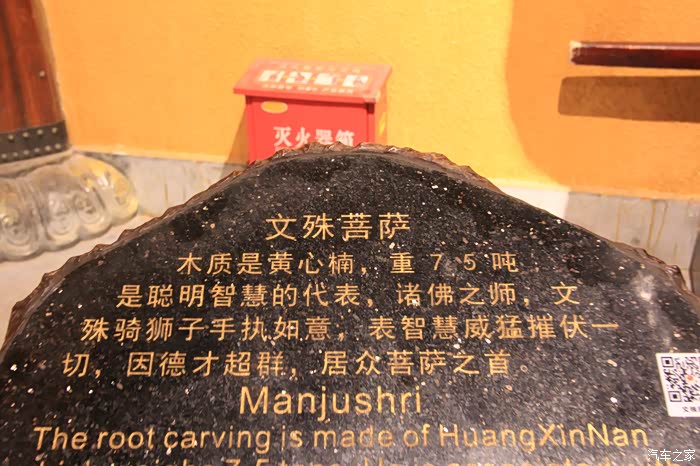 灭火器箱
文殊菩萨
木质是黄心楠，重75吨
是聪明智慧的代表，诸佛之师，文
殊骑狮子手执如意，表智慧威猛摧伏一
切，因德才超群，居众菩萨之首。
Manjushri
The root carving is made of HuangXinNan
汽车之家